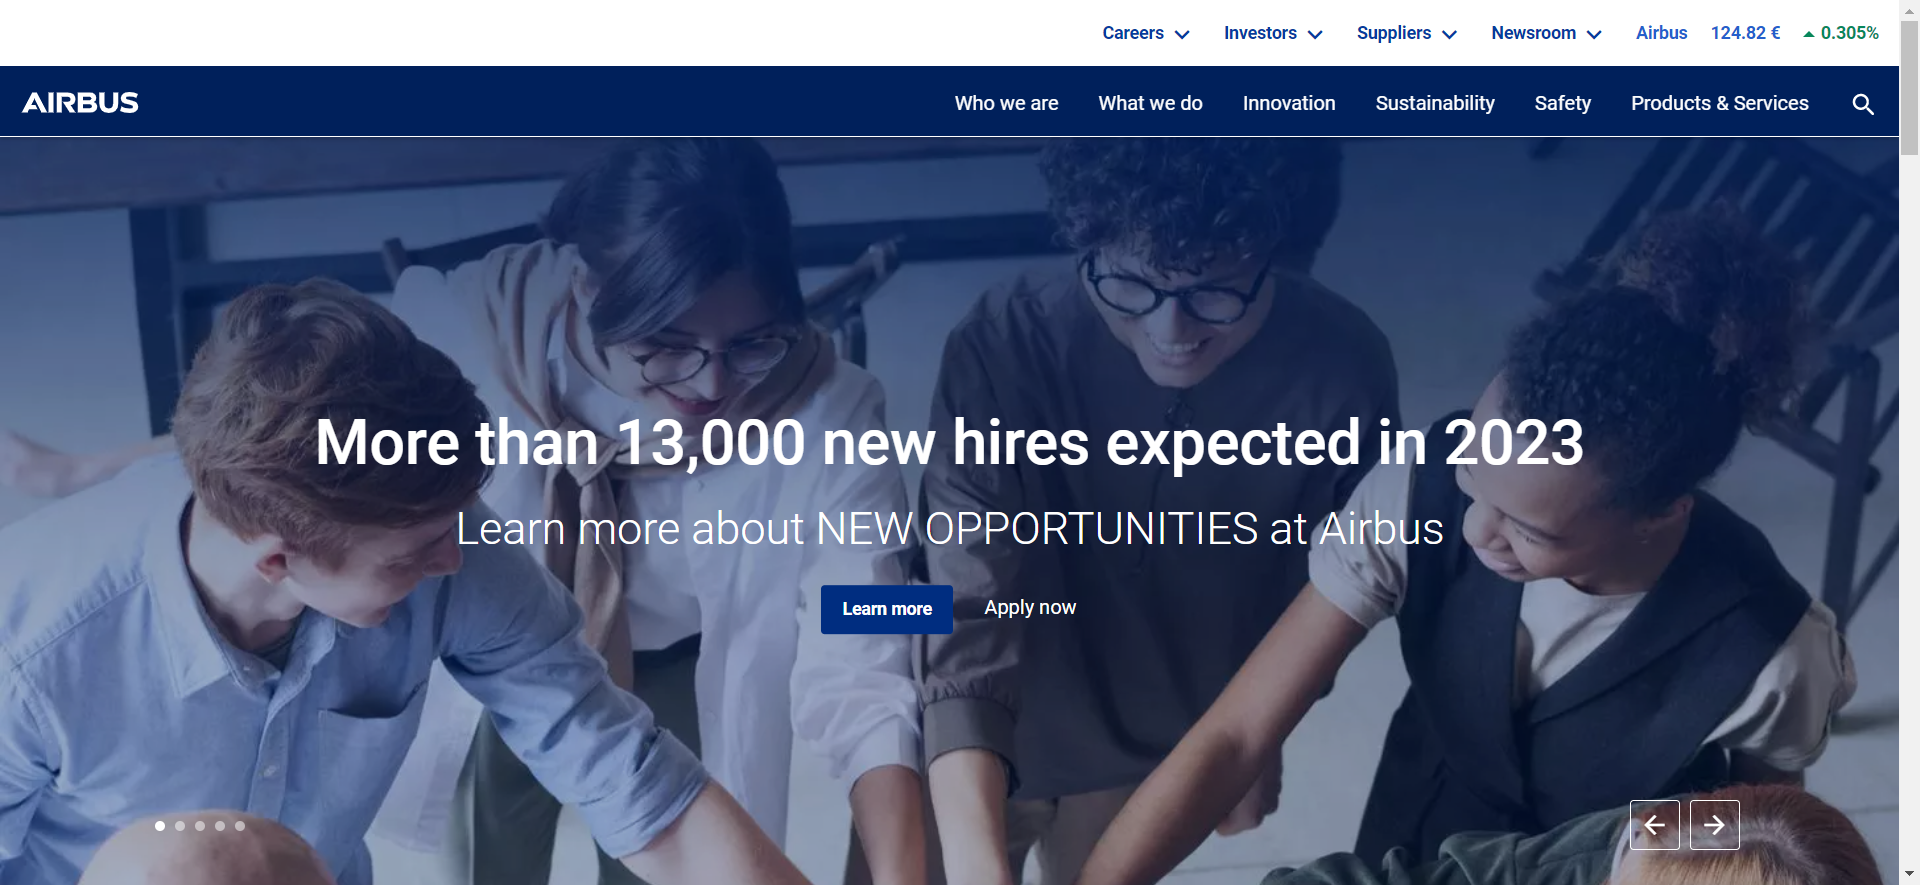 Careers Investors Suppliers Newsroom Airbus 124.82 € 0.305%
AIRBUS Who we are What we do Innovation Sustainability Safety Products & Services
More than 13,000 new hires expected in 2023
Learn more about NEW OPPORTUNITIES at Airbus
Learn more Apply now